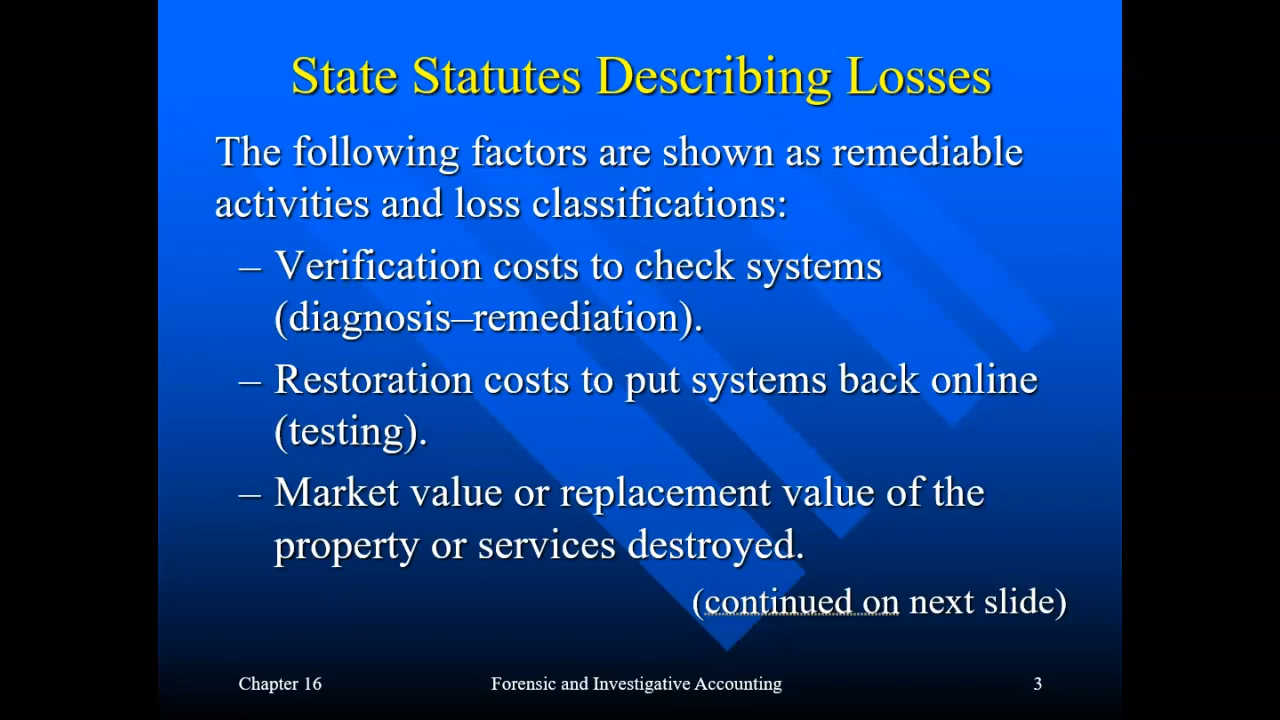 State Statutes Describing Losses
The following factors are shown as remediable
activities and loss classifications:
– Verification costs to check systems
(diagnosis–remediation).
– Restoration costs to put systems back online
(testing).
– Market value or replacement value of the
property or services destroyed.
(continued on next slide)
Chapter 16 Forensic and Investigative Accounting 3